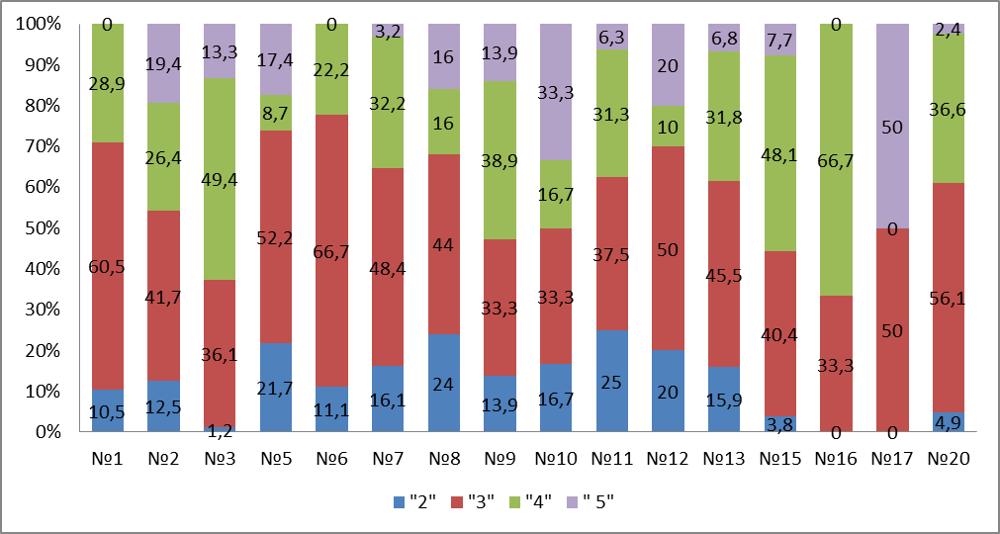 100%
90%
80%
70%
60%
50%
40%
30%
20%
10%
0%
0 28,9 60,5 10,5
19,4 26,4 41,7 12,5
13,3 49,4 36,1 1,2
17,4 8,7 52,2 21,7
0 22,2 66,7 11,1
3,2 32,2 48,4 16,1
16 16 44 24
13,9 38,9 33,3 13,9
33,3 16,7 33,3 16,7
6,3 31,3 37,5 25
20 10 50 20
6,8 31,8 45,5 15,9
7,7 48,1 40,4 3,8
0 66,7 33,3 0
50 0 50 0
2,4 36,6 56,1 4,9
№1 №2 №3 №5 №6 №7 №8 №9 №10 №11 №12 №13 №15 №16 №17 №20
"2" "3" "4" " 5"